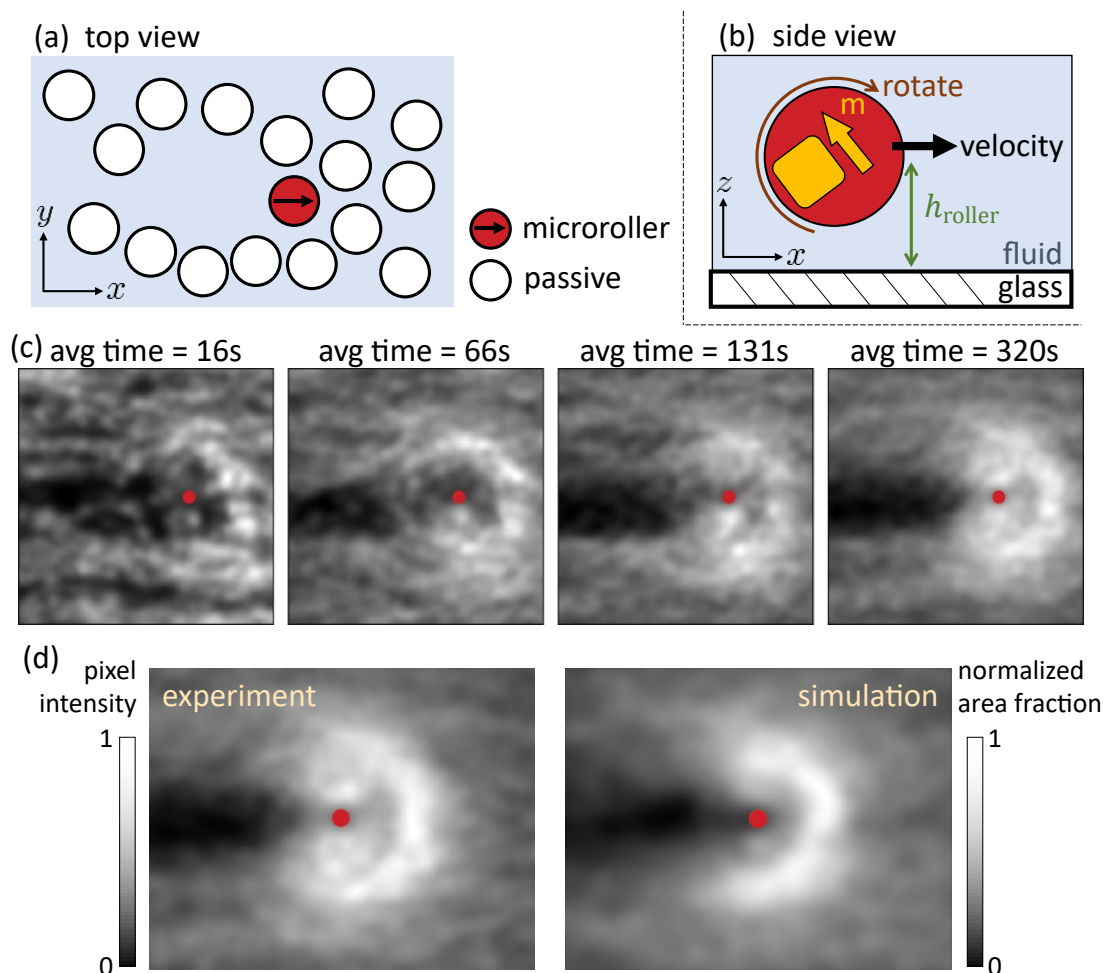 (a) top view
y
x
microroller
passive
(b) side view
rotate
m
velocity
z
h_roller
x
fluid
glass
(c)
avg time = 16s
avg time = 66s
avg time = 131s
avg time = 320s
(d)
pixel
intensity
1
0
experiment
simulation
normalized
area fraction
1
0